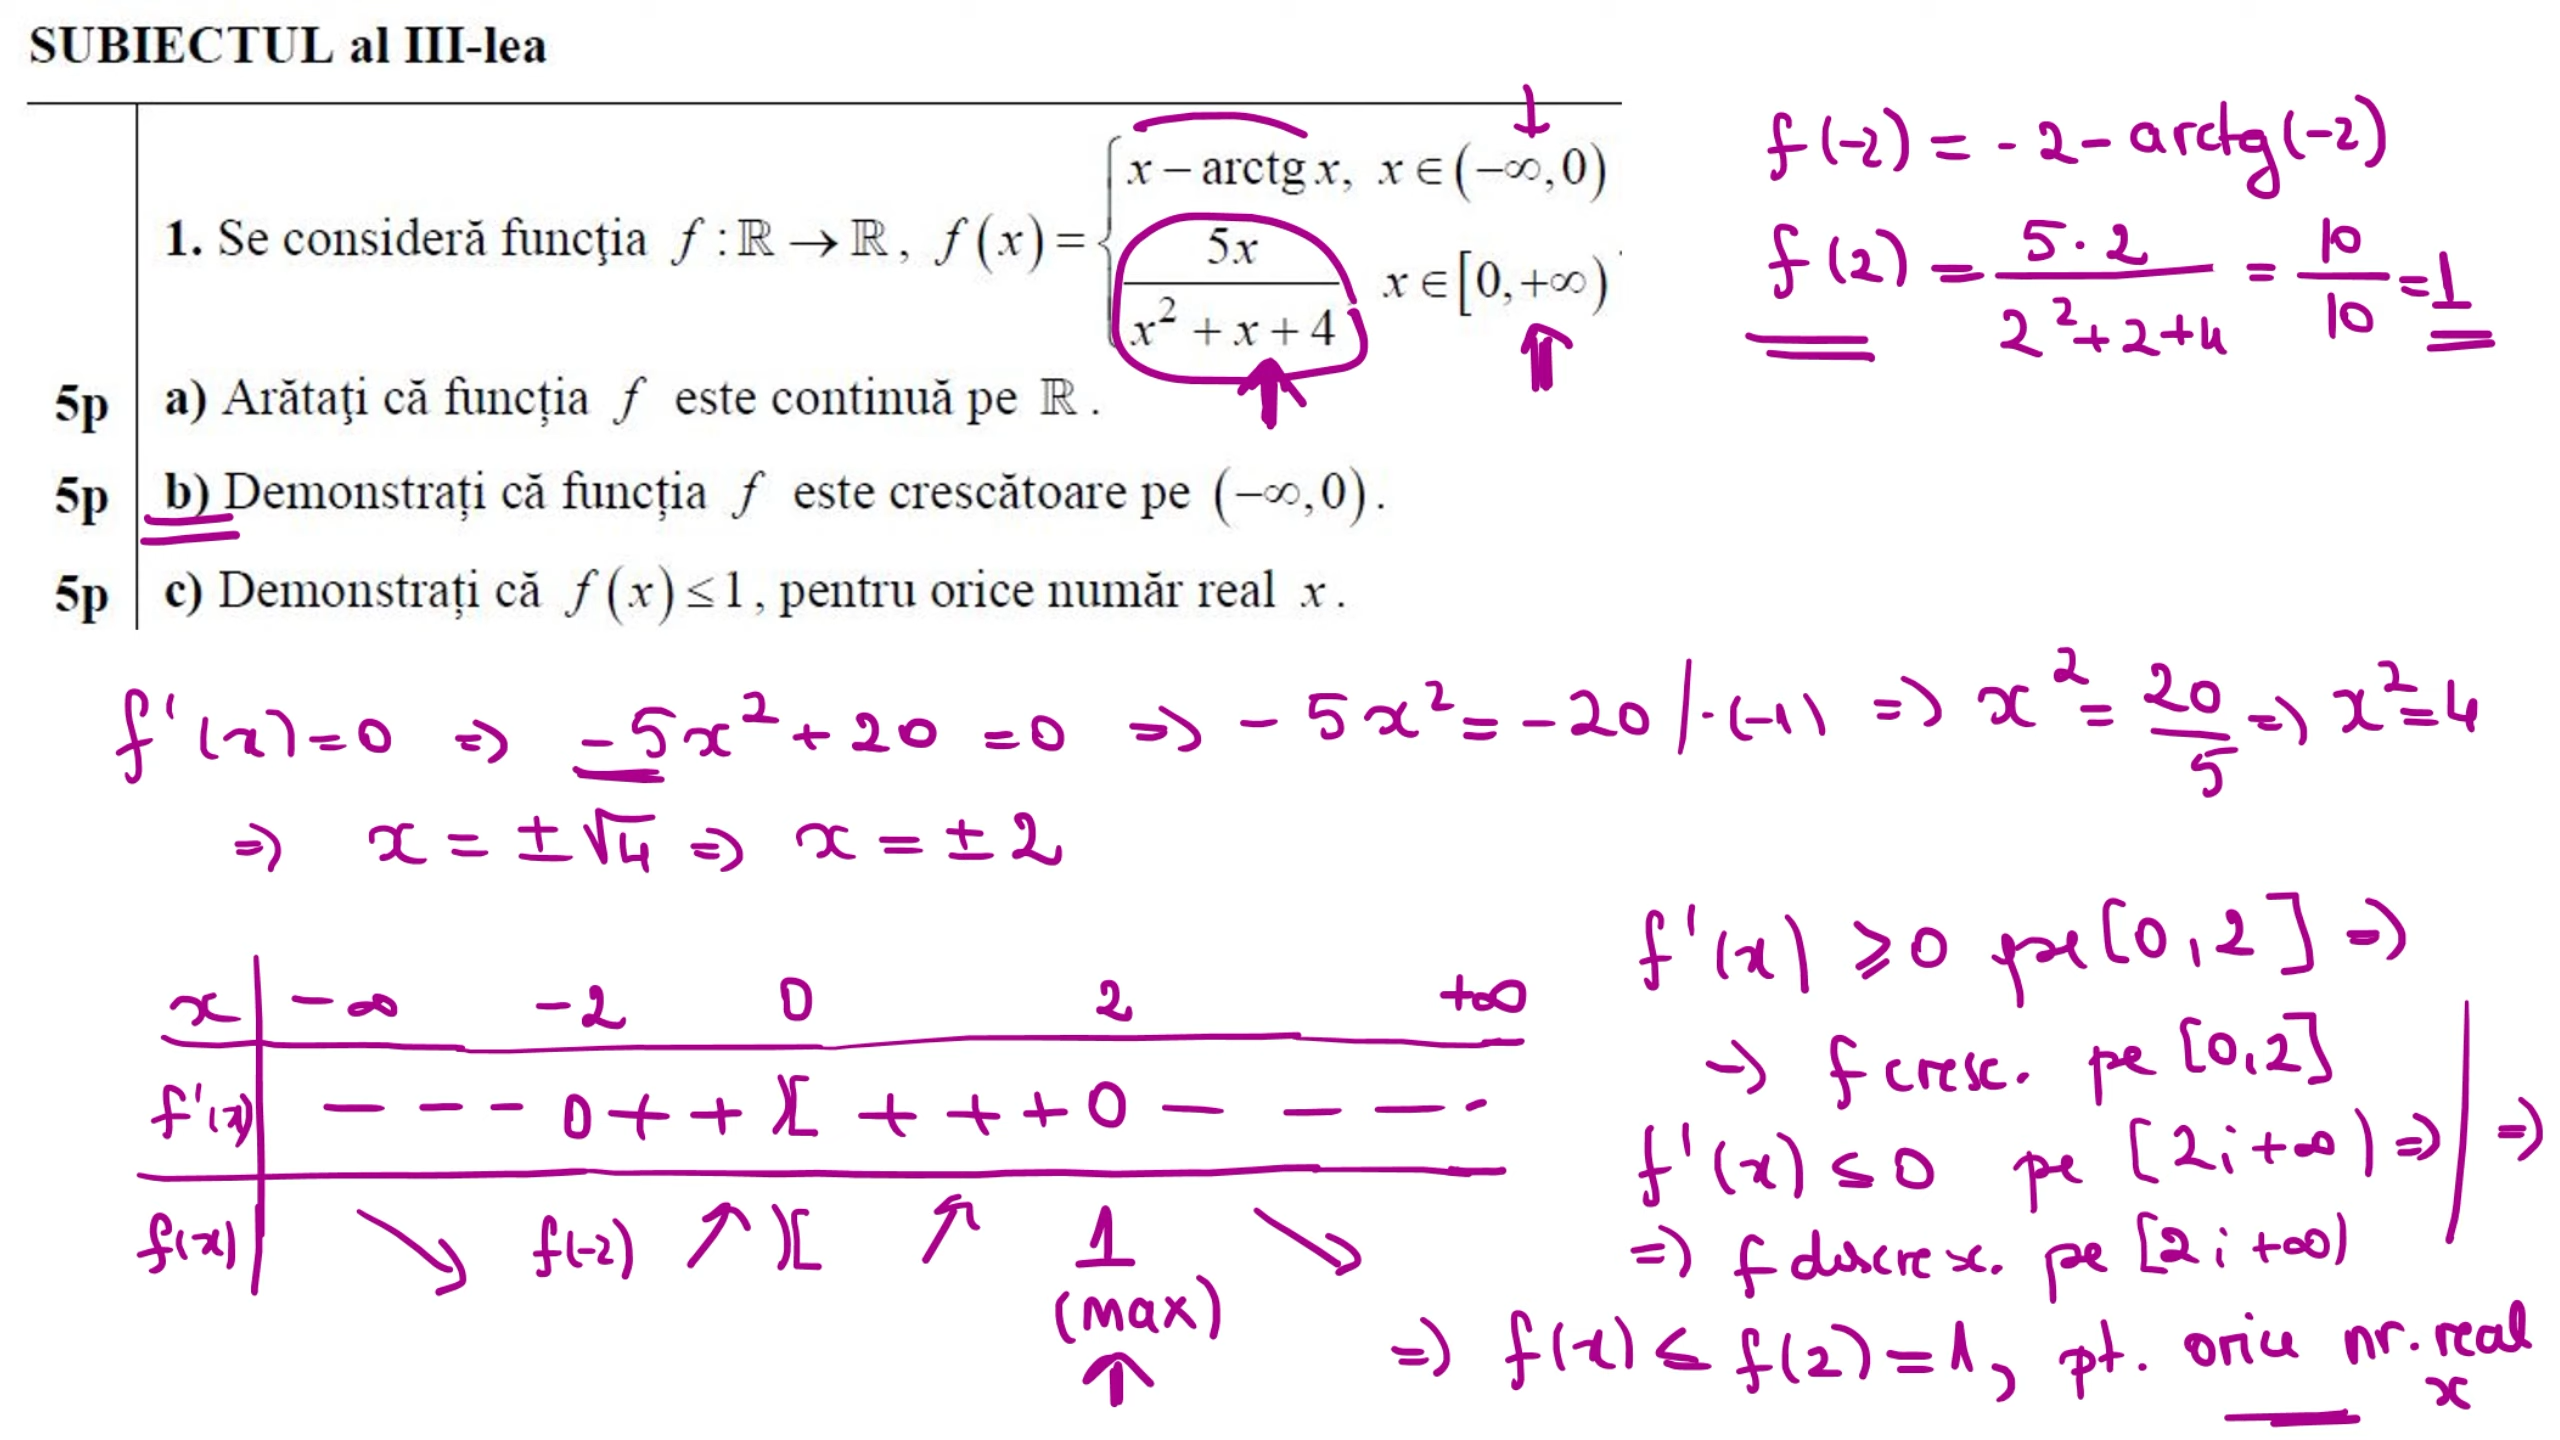 SUBIECTUL al III-lea
1. Se consideră funcţia f : ℝ → ℝ, f(x) = { x − arctg x, x ∈ (−∞, 0)
5x / (x² + x + 4) x ∈ [0, +∞)
5p a) Arătaţi că funcția f este continuă pe ℝ.
5p b) Demonstrați că funcția f este crescătoare pe (−∞, 0).
5p c) Demonstrați că f(x) ≤ 1, pentru orice număr real x.
f(-2) = -2 - arctg(-2)
f(2) = 5·2 / (2² + 2 + 4) = 10/10 = 1
f'(x) = 0 => -5x² + 20 = 0 => -5x² = -20 | ·(-1) => x² = 20/5 => x² = 4
=> x = ±√4 => x = ±2
x | -∞ -2 0 2 +∞
f'(x) | - - - 0 + + )[ + + + 0 - - - -
f(x) | ↘ f(-2) ↗ )[ ↗ 1 ↘
(max)
f'(x) ≥ 0 pe [0,2] =>
=> f cresc. pe [0,2]
f'(x) ≤ 0 pe [2; +∞) => | =>
=> f descresc. pe [2; +∞)
=> f(x) ≤ f(2) = 1, pt. orice nr. real
x